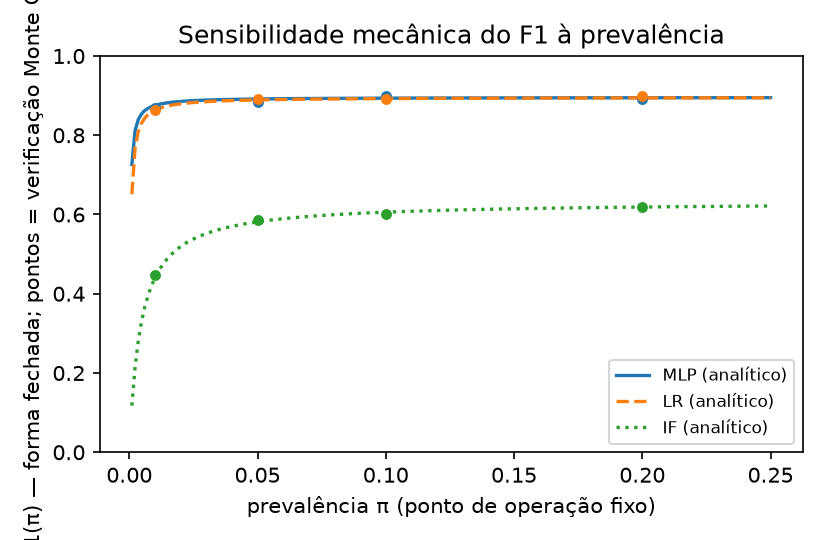 Sensibilidade mecânica do F1 à prevalência
1(π) — forma fechada; pontos = verificação Monte
1.0
0.8
0.6
0.4
0.2
0.0
0.00 0.05 0.10 0.15 0.20 0.25
prevalência π (ponto de operação fixo)
MLP (analítico)
LR (analítico)
IF (analítico)